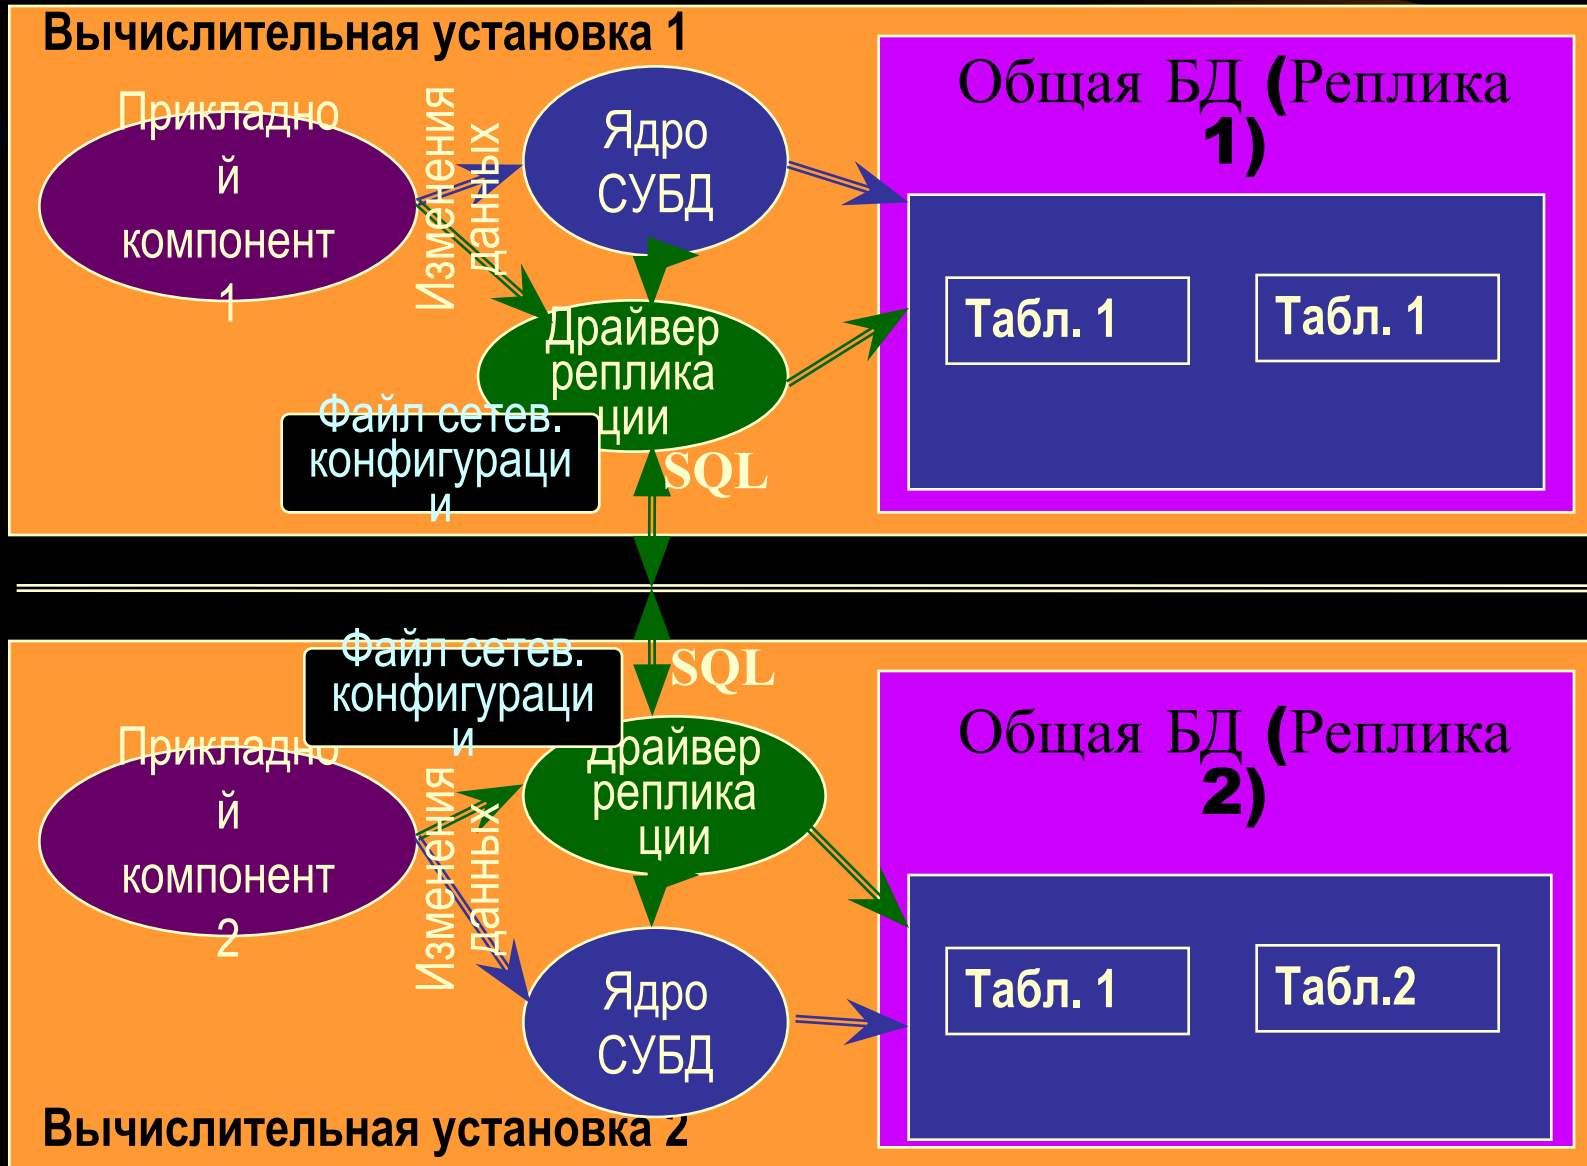 Вычислительная установка 1
Прикладно
й
компонент
1
Изменения
данных
Ядро
СУБД
Драйвер
реплика
ции
Файл сетев.
конфигураци
и
SQL
Общая БД (Реплика
1)
Табл. 1
Табл. 1
Файл сетев.
конфигураци
и
SQL
Прикладно
й
компонент
2
Изменения
данных
Драйвер
реплика
ции
Ядро
СУБД
Общая БД (Реплика
2)
Табл. 1
Табл.2
Вычислительная установка 2